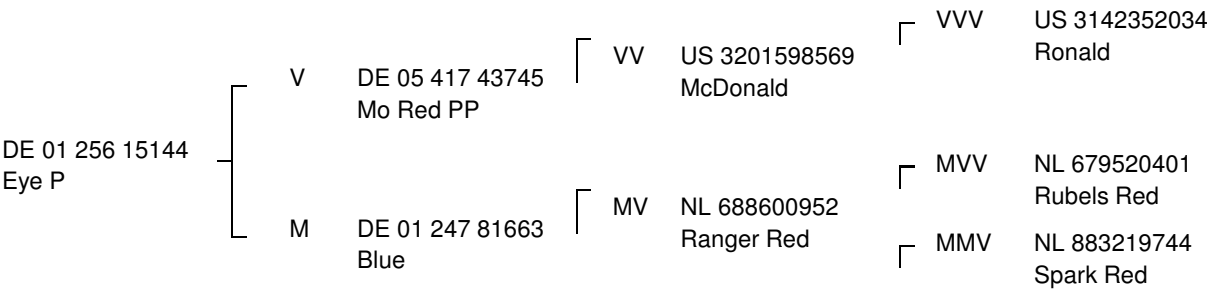 DE 01 256 15144
Eye P
V DE 05 417 43745
Mo Red PP
M DE 01 247 81663
Blue
VV US 3201598569
McDonald
MV NL 688600952
Ranger Red
VVV US 3142352034
Ronald
MVV NL 679520401
Rubels Red
MMV NL 883219744
Spark Red